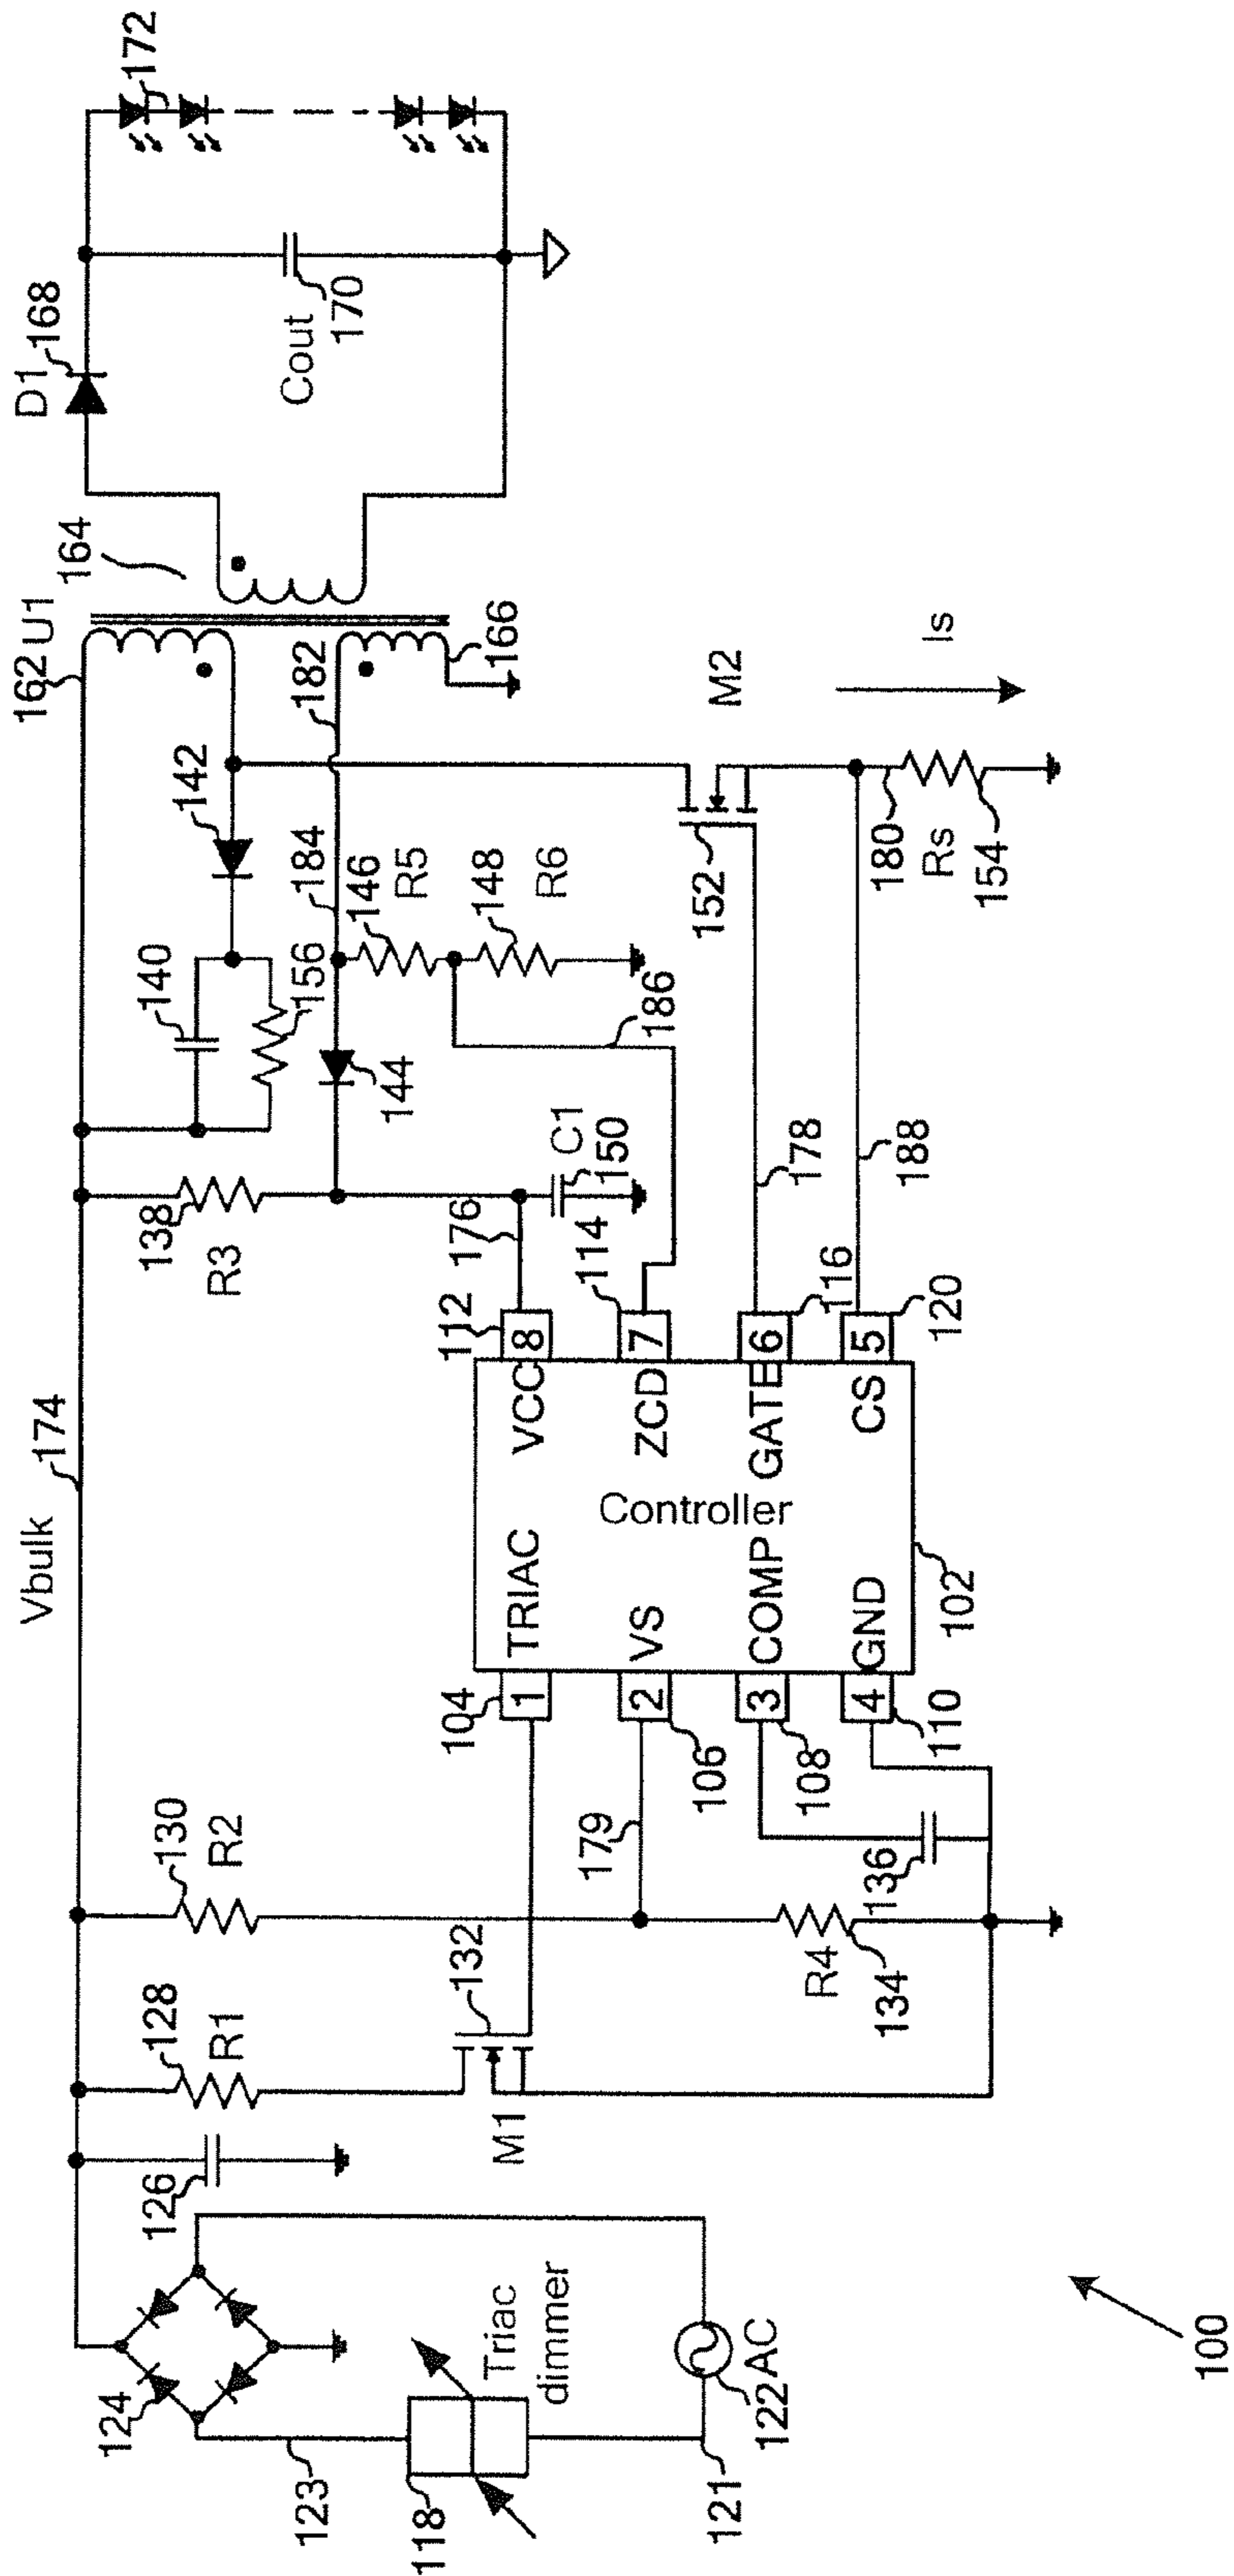 Vbulk
174
162
U1
164
D1
168
172
142
182
166
184
140
156
146
R5
148
R6
144
186
Cout
170
138
R3
176
C1
150
114
112
178
188
116
120
152
M2
180
Rs
154
Is
8
7
6
5
VCC
ZCD
GATE
CS
Controller
TRIAC
VS
COMP
GND
102
1
2
3
4
104
106
108
110
130
R2
179
136
R4
134
128
R1
132
M1
126
124
123
118
Triac
dimmer
121
122
AC
100